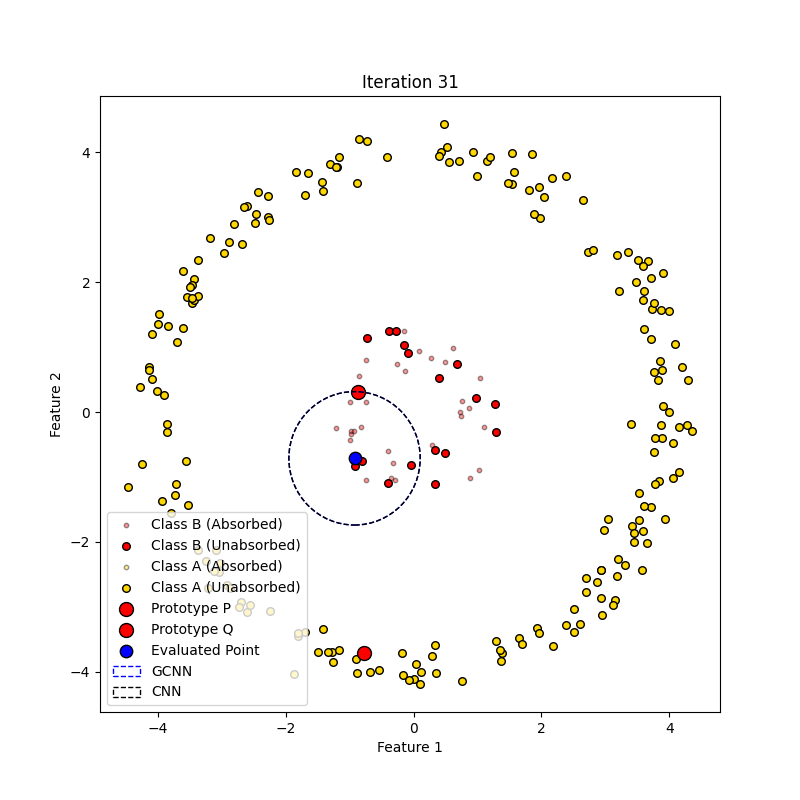 Iteration 31
Feature 2
4
2
0
−2
−4
Class B (Absorbed)
Class B (Unabsorbed)
Class A (Absorbed)
Class A (Unabsorbed)
Prototype P
Prototype Q
Evaluated Point
GCNN
CNN
−4 −2 0 2 4
Feature 1